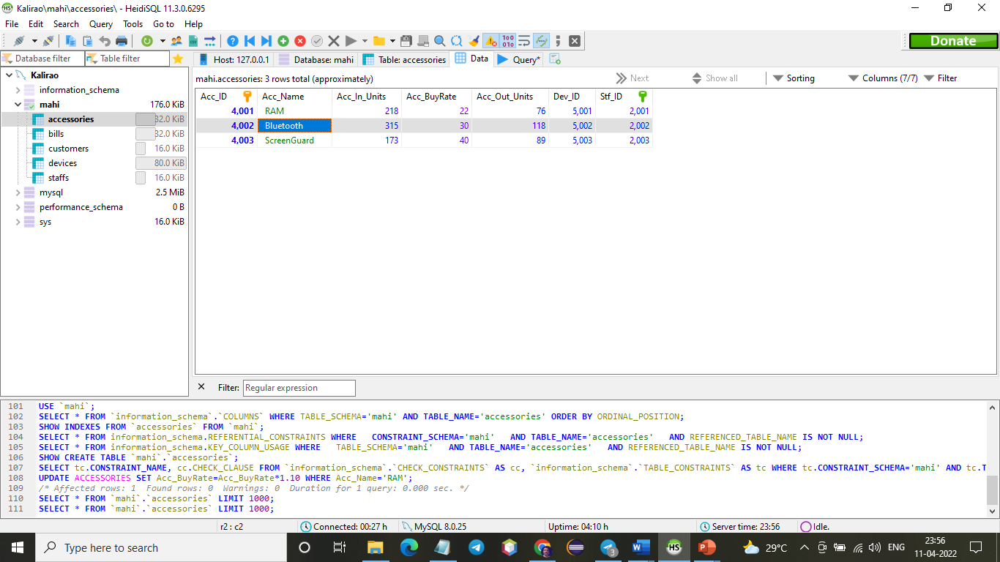 Kalirao\mahi\accessories\ - HeidiSQL 11.3.0.6295
File Edit Search Query Tools Go to Help
Donate
Database filter Table filter
Host: 127.0.0.1 Database: mahi Table: accessories Data Query*
Kalirao
information_schema
mahi 176.0 KiB
accessories 32.0 KiB
bills 32.0 KiB
customers 16.0 KiB
devices 80.0 KiB
staffs 16.0 KiB
mysql 2.5 MiB
performance_schema 0 B
sys 16.0 KiB
mahi.accessories: 3 rows total (approximately) Next Show all Sorting Columns (7/7) Filter
Acc_ID Acc_Name Acc_In_Units Acc_BuyRate Acc_Out_Units Dev_ID Stf_ID
4,001 RAM 218 22 76 5,001 2,001
4,002 Bluetooth 315 30 118 5,002 2,002
4,003 ScreenGuard 173 40 89 5,003 2,003
Filter: Regular expression
101 USE `mahi`;
102 SELECT * FROM `information_schema`.`COLUMNS` WHERE TABLE_SCHEMA='mahi' AND TABLE_NAME='accessories' ORDER BY ORDINAL_POSITION;
103 SHOW INDEXES FROM `accessories` FROM `mahi`;
104 SELECT * FROM information_schema.REFERENTIAL_CONSTRAINTS WHERE   CONSTRAINT_SCHEMA='mahi'   AND TABLE_NAME='accessories'   AND REFERENCED_TABLE_NAME IS NOT NULL;
105 SELECT * FROM information_schema.KEY_COLUMN_USAGE WHERE   TABLE_SCHEMA='mahi'   AND TABLE_NAME='accessories'   AND REFERENCED_TABLE_NAME IS NOT NULL;
106 SHOW CREATE TABLE `mahi`.`accessories`;
107 SELECT tc.CONSTRAINT_NAME, cc.CHECK_CLAUSE FROM `information_schema`.`CHECK_CONSTRAINTS` AS cc, `information_schema`.`TABLE_CONSTRAINTS` AS tc WHERE tc.CONSTRAINT_SCHEMA='mahi' AND tc.T
108 UPDATE ACCESSORIES SET Acc_BuyRate=Acc_BuyRate*1.10 WHERE Acc_Name='RAM';
109 /* Affected rows: 1  Found rows: 0  Warnings: 0  Duration for 1 query: 0.000 sec. */
110 SELECT * FROM `mahi`.`accessories` LIMIT 1000;
111 SELECT * FROM `mahi`.`accessories` LIMIT 1000;
r2 : c2 Connected: 00:27 h MySQL 8.0.25 Uptime: 04:10 h Server time: 23:56 Idle.
Type here to search 3 HS 29°C ENG 23:56
11-04-2022